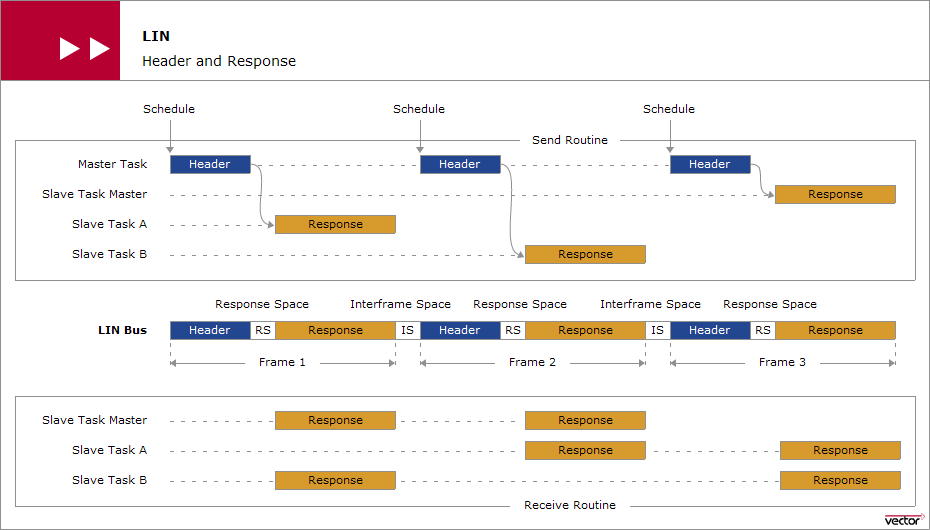 LIN
Header and Response
Schedule Schedule Schedule
Send Routine
Master Task Header Header Header
Slave Task Master Response
Slave Task A Response
Slave Task B Response
Response Space Interframe Space Response Space Interframe Space Response Space
LIN Bus Header RS Response IS Header RS Response IS Header RS Response
Frame 1 Frame 2 Frame 3
Slave Task Master Response Response
Slave Task A Response Response
Slave Task B Response Response
Receive Routine
vector